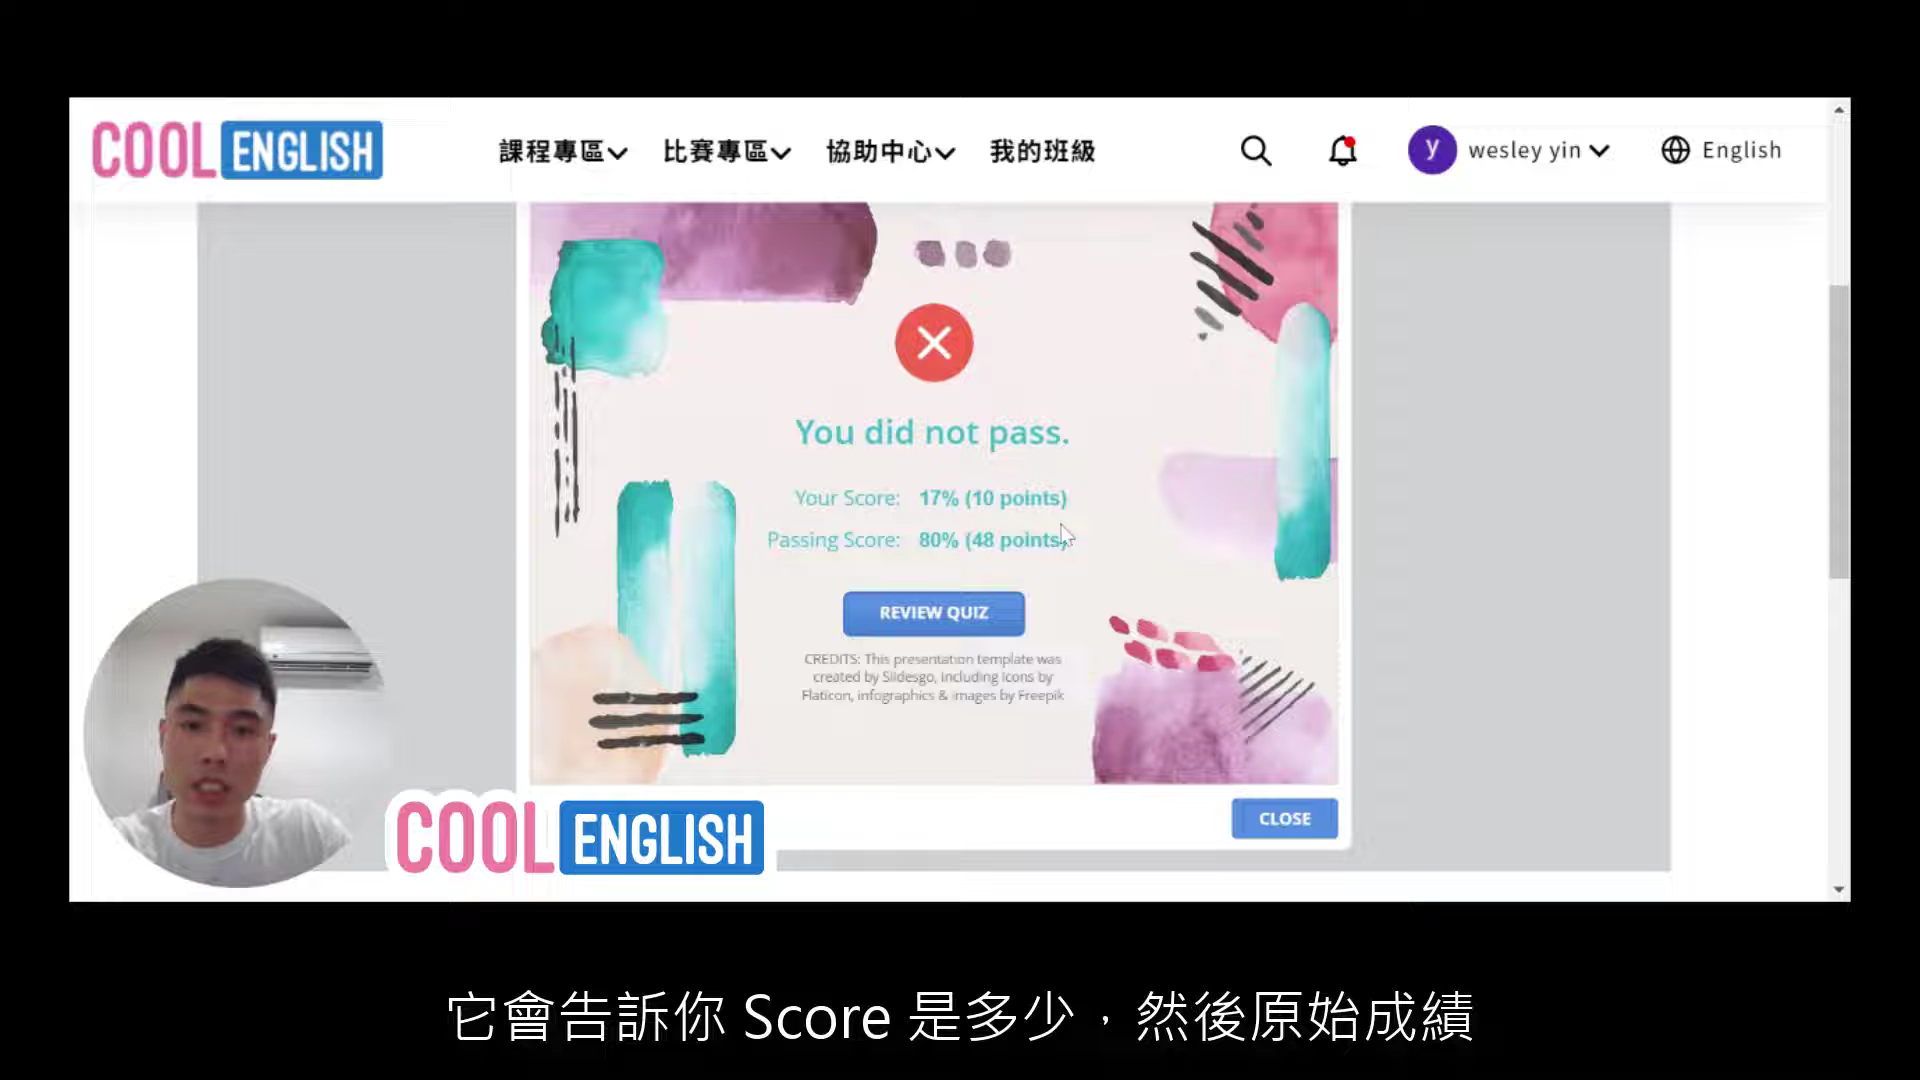 COOL ENGLISH
課程專區 比賽專區 協助中心 我的班級 y wesley yin English
You did not pass.
Your Score: 17% (10 points)
Passing Score: 80% (48 points)
REVIEW QUIZ
CREDITS: This presentation template was
created by Slidesgo, including icons by
Flaticon, infographics & images by Freepik
CLOSE
COOL ENGLISH
它會告訴你 Score 是多少，然後原始成績